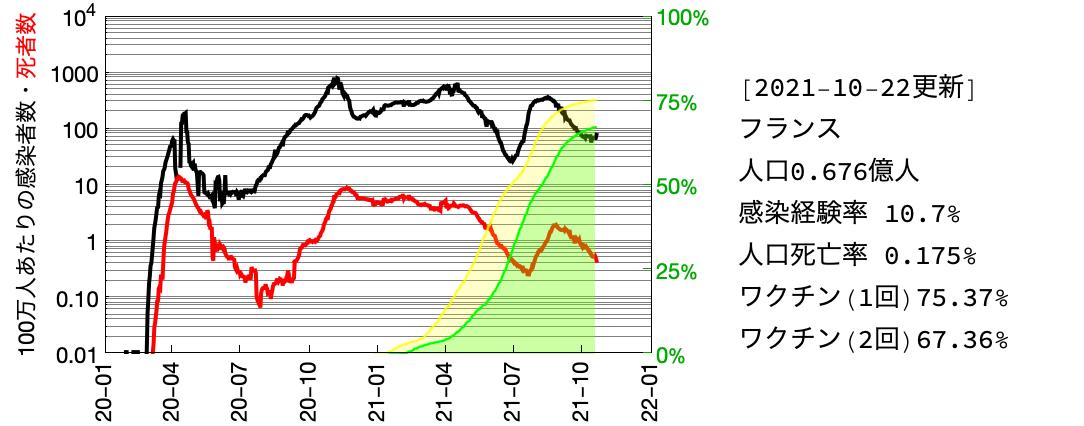 100万人あたりの感染者数・死者数
10⁴
1000
100
10
1
0.10
0.01
100%
75%
50%
25%
0%
20-01
20-04
20-07
20-10
21-01
21-04
21-07
21-10
22-01
[2021-10-22更新]
フランス
人口0.676億人
感染経験率 10.7%
人口死亡率 0.175%
ワクチン(1回)75.37%
ワクチン(2回)67.36%